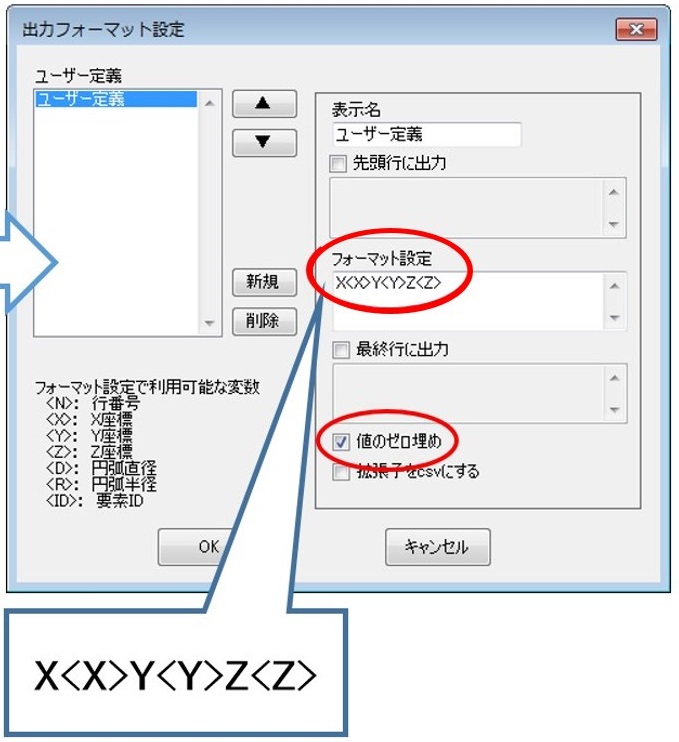 出力フォーマット設定
ユーザー定義
ユーザー定義
▲
▼
新規
削除
表示名
ユーザー定義
先頭行に出力
フォーマット設定
X<X>Y<Y>Z<Z>
最終行に出力
値のゼロ埋め
拡張子をcsvにする
フォーマット設定で利用可能な変数
<N>: 行番号
<X>: X座標
<Y>: Y座標
<Z>: Z座標
<D>: 円弧直径
<R>: 円弧半径
<ID>: 要素ID
OK
キャンセル
X<X>Y<Y>Z<Z>